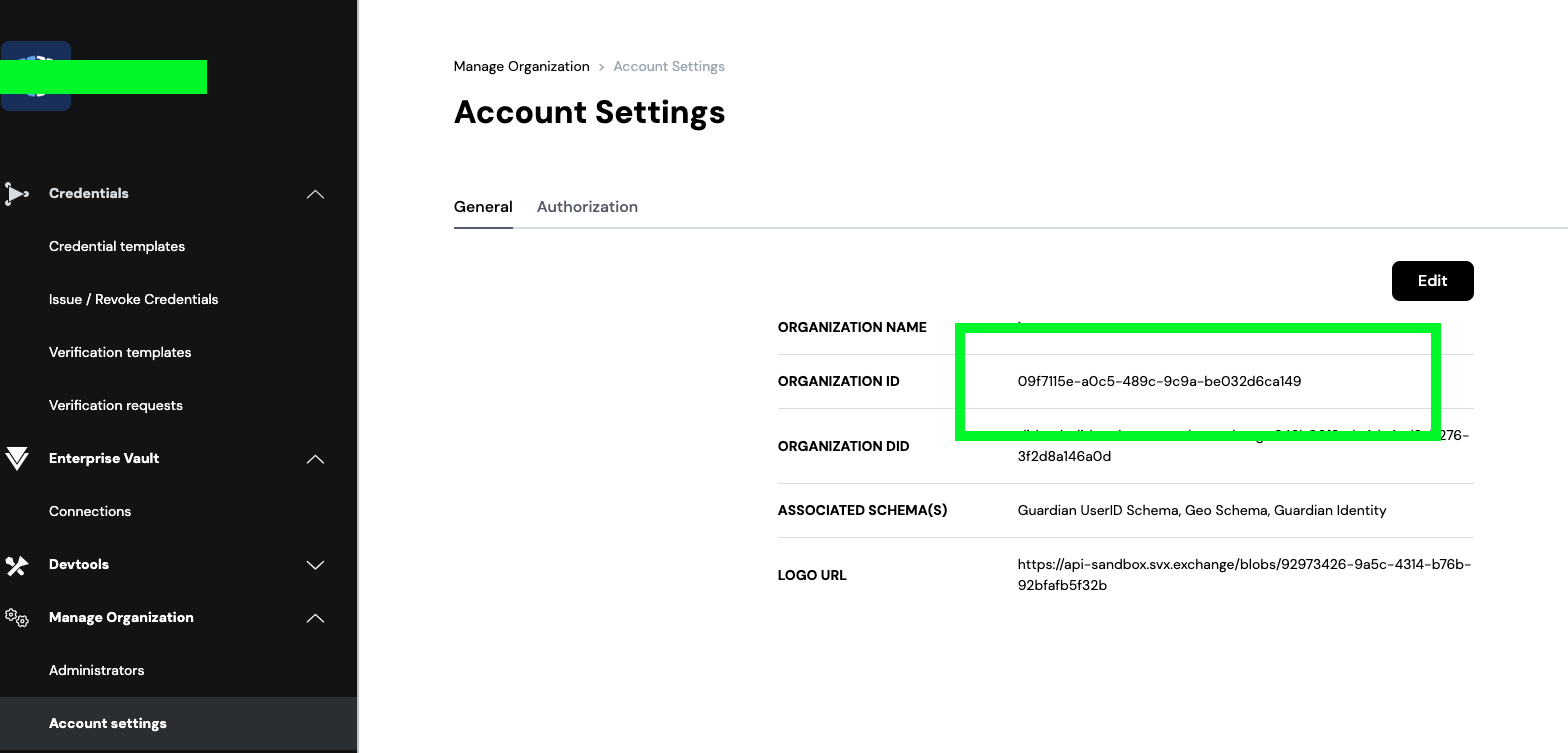 Manage Organization > Account Settings
Account Settings
Credentials
Credential templates
Issue / Revoke Credentials
Verification templates
Verification requests
Enterprise Vault
Connections
Devtools
Manage Organization
Administrators
Account settings
General Authorization
Edit
ORGANIZATION NAME
ORGANIZATION ID 09f7115e-a0c5-489c-9c9a-be032d6ca149
ORGANIZATION DID
276-
3f2d8a146a0d
ASSOCIATED SCHEMA(S) Guardian UserID Schema, Geo Schema, Guardian Identity
LOGO URL https://api-sandbox.svx.exchange/blobs/92973426-9a5c-4314-b76b-
92bfafb5f32b